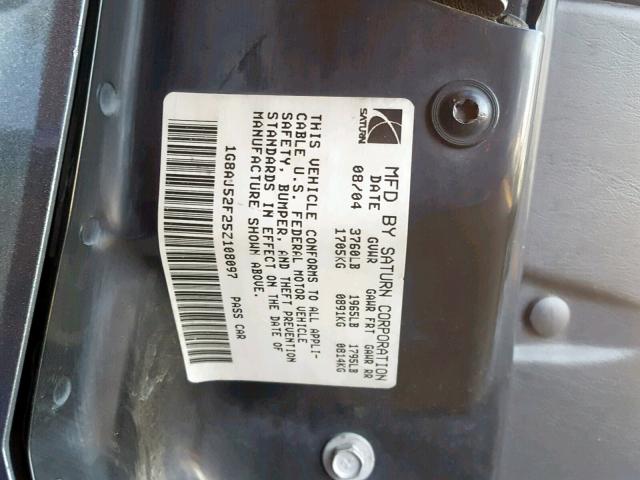 SATURN
MFD BY SATURN CORPORATION
DATE GVWR GAWR FRT GAWR RR
08/04 3760LB 1965LB 1795LB
1705KG 0891KG 0814KG
THIS VEHICLE CONFORMS TO ALL APPLI-
CABLE U.S. FEDERAL MOTOR VEHICLE
SAFETY, BUMPER, AND THEFT PREVENTION
STANDARDS IN EFFECT ON THE DATE OF
MANUFACTURE SHOWN ABOVE.
1G8AJ52F25Z108097 PASS CAR